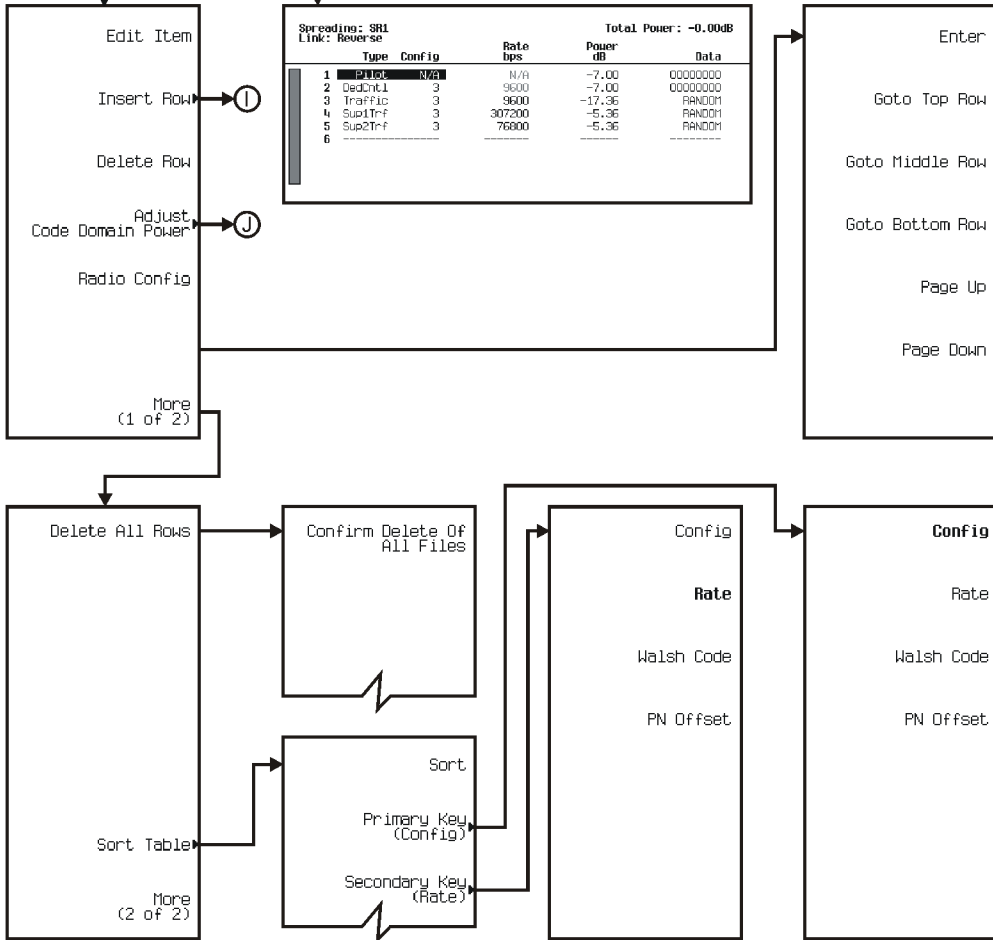 Edit Item
Insert Row
I
Delete Row
Adjust
Code Domain Power
J
Radio Config
More
(1 of 2)
Spreading: SR1 Total Power: -0.00dB
Link: Reverse
Rate Power
Type Config bps dB Data
1 Pilot N/A N/A -7.00 00000000
2 DedCntl 3 9600 -7.00 00000000
3 Traffic 3 9600 -17.36 RANDOM
4 Sup1Trf 3 307200 -5.36 RANDOM
5 Sup2Trf 3 76800 -5.36 RANDOM
6 -------------- ------- ------ --------
Enter
Goto Top Row
Goto Middle Row
Goto Bottom Row
Page Up
Page Down
Delete All Rows
Sort Table
More
(2 of 2)
Confirm Delete Of
All Files
Sort
Primary Key
(Config)
Secondary Key
(Rate)
Config
Rate
Walsh Code
PN Offset
Config
Rate
Walsh Code
PN Offset